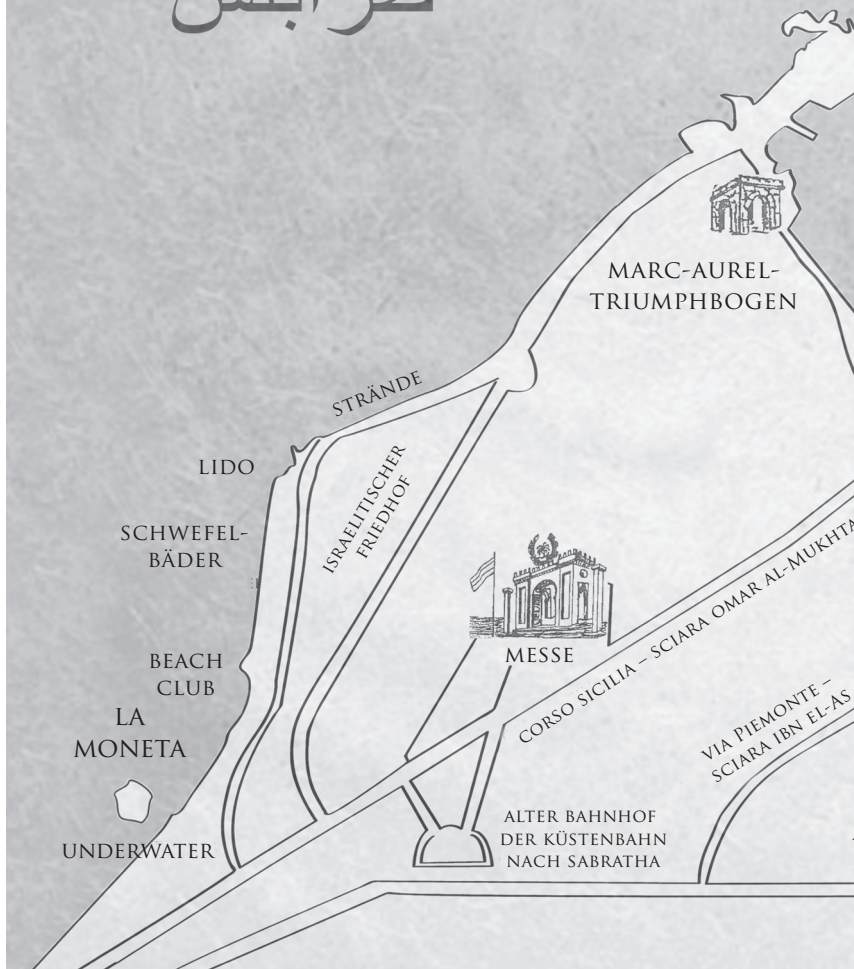 طرابلس
MARC-AUREL-
TRIUMPHBOGEN
STRÄNDE
LIDO
ISRAELITISCHER
FRIEDHOF
SCHWEFEL-
BÄDER
MESSE
CORSO SICILIA – SCIARA OMAR AL-MUKHTA
BEACH
CLUB
LA
MONETA
VIA PIEMONTE –
SCIARA IBN EL-AS
UNDERWATER
ALTER BAHNHOF
DER KÜSTENBAHN
NACH SABRATHA